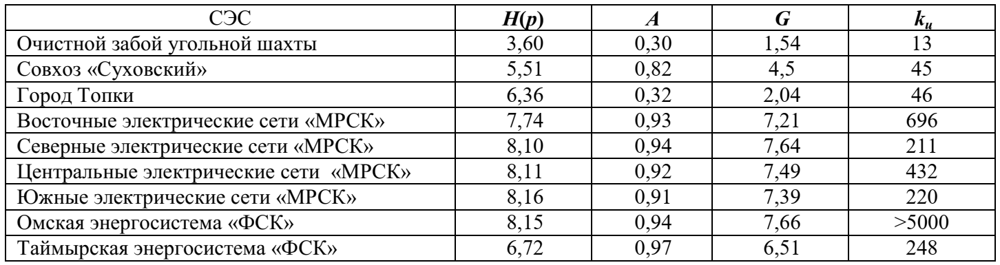 СЭС H(p) A G kц
Очистной забой угольной шахты 3,60 0,30 1,54 13
Совхоз «Суховский» 5,51 0,82 4,5 45
Город Топки 6,36 0,32 2,04 46
Восточные электрические сети «МРСК» 7,74 0,93 7,21 696
Северные электрические сети «МРСК» 8,10 0,94 7,64 211
Центральные электрические сети «МРСК» 8,11 0,92 7,49 432
Южные электрические сети «МРСК» 8,16 0,91 7,39 220
Омская энергосистема «ФСК» 8,15 0,94 7,66 >5000
Таймырская энергосистема «ФСК» 6,72 0,97 6,51 248